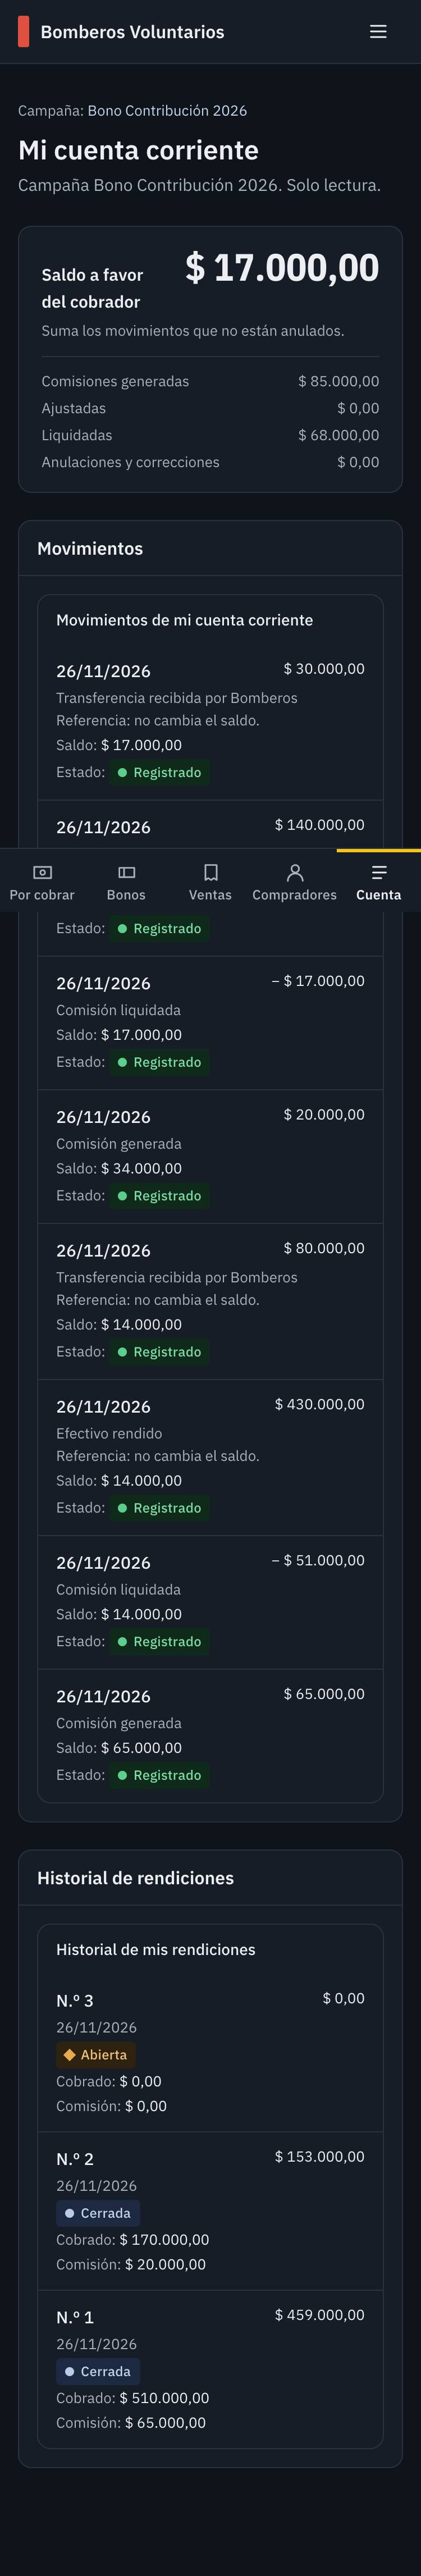 Bomberos Voluntarios
Campaña: Bono Contribución 2026
Mi cuenta corriente
Campaña Bono Contribución 2026. Solo lectura.
Saldo a favor
del cobrador
$ 17.000,00
Suma los movimientos que no están anulados.
Comisiones generadas $ 85.000,00
Ajustadas $ 0,00
Liquidadas $ 68.000,00
Anulaciones y correcciones $ 0,00
Movimientos
Movimientos de mi cuenta corriente
26/11/2026 $ 30.000,00
Transferencia recibida por Bomberos
Referencia: no cambia el saldo.
Saldo: $ 17.000,00
Estado: Registrado
26/11/2026 $ 140.000,00
Por cobrar Bonos Ventas Compradores Cuenta
Estado: Registrado
26/11/2026 – $ 17.000,00
Comisión liquidada
Saldo: $ 17.000,00
Estado: Registrado
26/11/2026 $ 20.000,00
Comisión generada
Saldo: $ 34.000,00
Estado: Registrado
26/11/2026 $ 80.000,00
Transferencia recibida por Bomberos
Referencia: no cambia el saldo.
Saldo: $ 14.000,00
Estado: Registrado
26/11/2026 $ 430.000,00
Efectivo rendido
Referencia: no cambia el saldo.
Saldo: $ 14.000,00
Estado: Registrado
26/11/2026 – $ 51.000,00
Comisión liquidada
Saldo: $ 14.000,00
Estado: Registrado
26/11/2026 $ 65.000,00
Comisión generada
Saldo: $ 65.000,00
Estado: Registrado
Historial de rendiciones
Historial de mis rendiciones
N.º 3 $ 0,00
26/11/2026
Abierta
Cobrado: $ 0,00
Comisión: $ 0,00
N.º 2 $ 153.000,00
26/11/2026
Cerrada
Cobrado: $ 170.000,00
Comisión: $ 20.000,00
N.º 1 $ 459.000,00
26/11/2026
Cerrada
Cobrado: $ 510.000,00
Comisión: $ 65.000,00